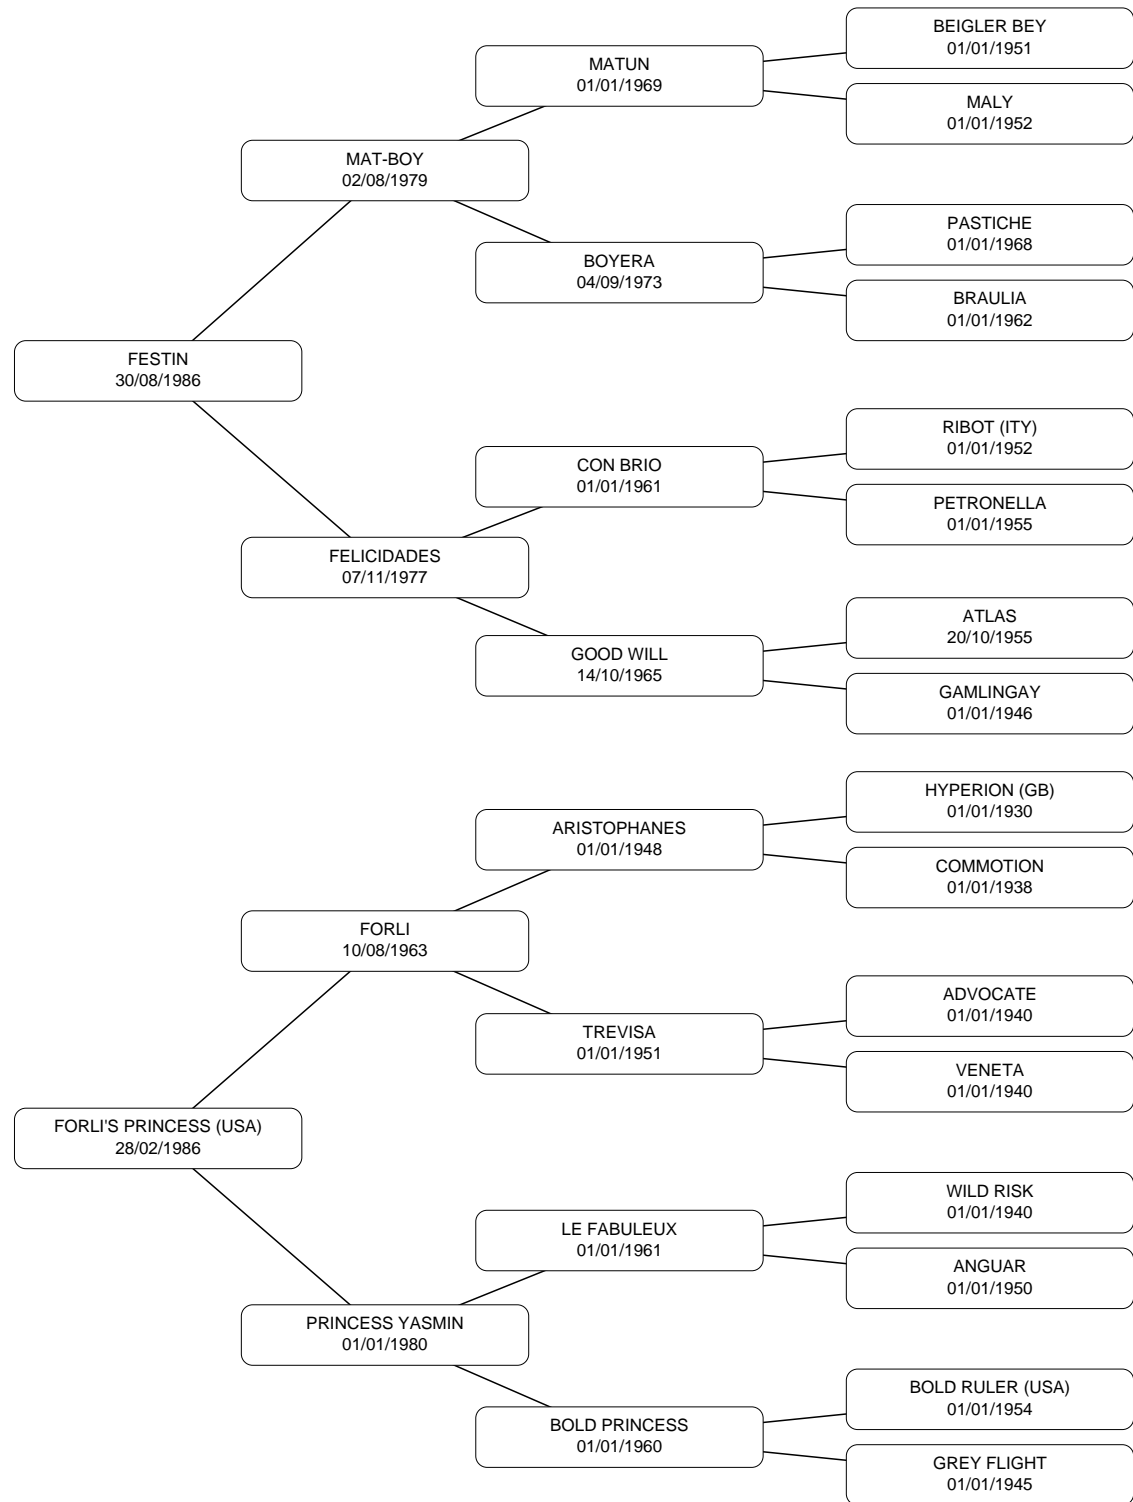 BEIGLER BEY
01/01/1951
MATUN
01/01/1969
MALY
01/01/1952
MAT-BOY
02/08/1979
PASTICHE
01/01/1968
BOYERA
04/09/1973
BRAULIA
01/01/1962
FESTIN
30/08/1986
RIBOT (ITY)
01/01/1952
CON BRIO
01/01/1961
PETRONELLA
01/01/1955
FELICIDADES
07/11/1977
ATLAS
20/10/1955
GOOD WILL
14/10/1965
GAMLINGAY
01/01/1946
HYPERION (GB)
01/01/1930
ARISTOPHANES
01/01/1948
COMMOTION
01/01/1938
FORLI
10/08/1963
ADVOCATE
01/01/1940
TREVISA
01/01/1951
VENETA
01/01/1940
FORLI'S PRINCESS (USA)
28/02/1986
WILD RISK
01/01/1940
LE FABULEUX
01/01/1961
ANGUAR
01/01/1950
PRINCESS YASMIN
01/01/1980
BOLD RULER (USA)
01/01/1954
BOLD PRINCESS
01/01/1960
GREY FLIGHT
01/01/1945